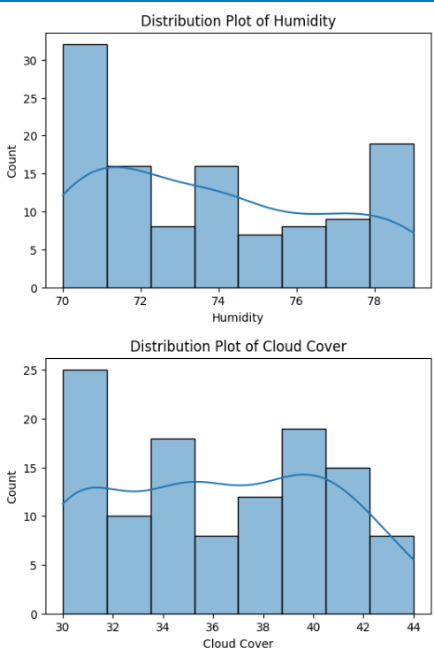 Distribution Plot of Humidity
30
25
20
15
10
5
0
Count
70 72 74 76 78
Humidity
Distribution Plot of Cloud Cover
25
20
15
10
5
0
Count
30 32 34 36 38 40 42 44
Cloud Cover